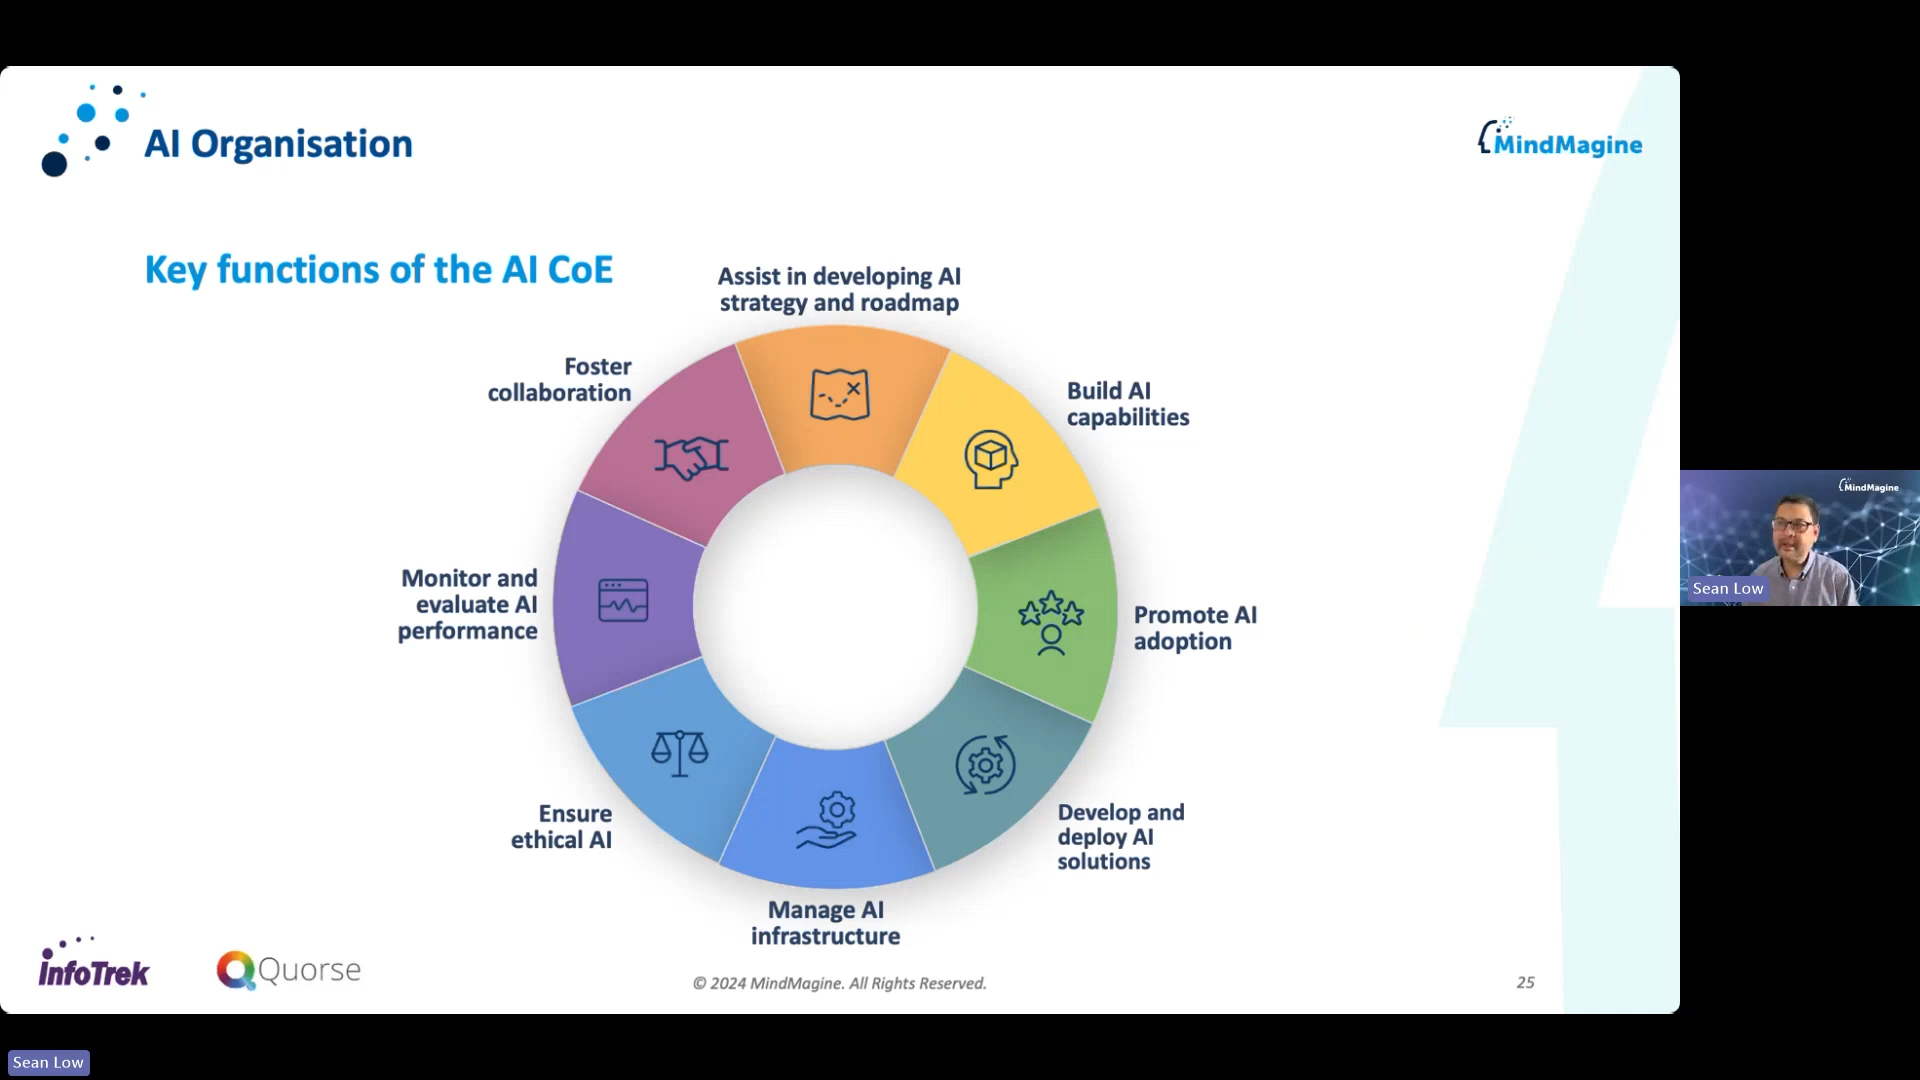 AI Organisation
MindMagine
Key functions of the AI CoE
Assist in developing AI
strategy and roadmap
Build AI
capabilities
Promote AI
adoption
Develop and
deploy AI
solutions
Manage AI
infrastructure
Ensure
ethical AI
Monitor and
evaluate AI
performance
Foster
collaboration
MindMagine
Sean Low
InfoTrek
Quorse
© 2024 MindMagine. All Rights Reserved.
25
Sean Low